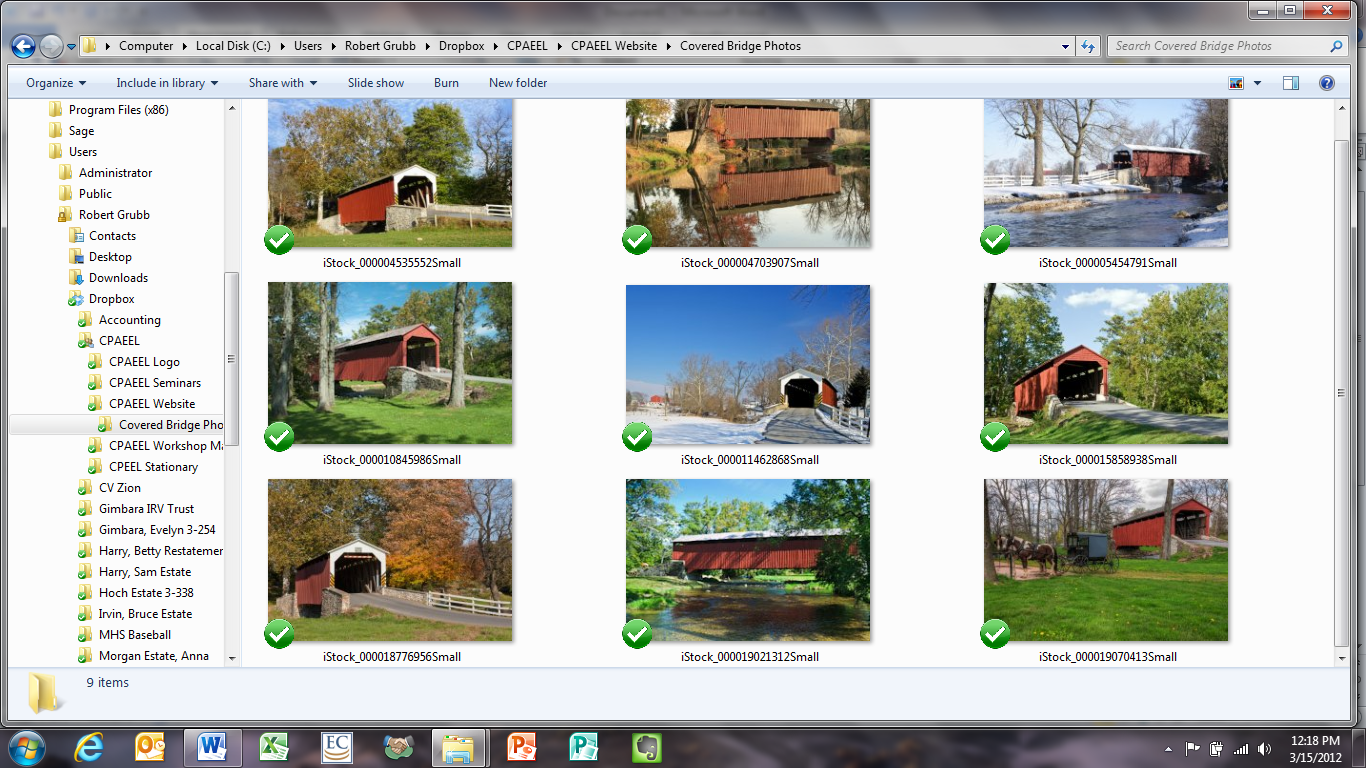 Computer Local Disk (C:) Users Robert Grubb Dropbox CPAEEL CPAEEL Website Covered Bridge Photos
Search Covered Bridge Photos
Organize Include in library Share with Slide show Burn New folder
Program Files (x86)
Sage
Users
Administrator
Public
Robert Grubb
Contacts
Desktop
Downloads
Dropbox
Accounting
CPAEEL
CPAEEL Logo
CPAEEL Seminars
CPAEEL Website
Covered Bridge Pho
CPAEEL Workshop Ma
CPEEL Stationary
CV Zion
Gimbara IRV Trust
Gimbara, Evelyn 3-254
Harry, Betty Restatemer
Harry, Sam Estate
Hoch Estate 3-338
Irvin, Bruce Estate
MHS Baseball
Morgan Estate, Anna
iStock_000004535552Small
iStock_000004703907Small
iStock_000005454791Small
iStock_000010845986Small
iStock_000011462868Small
iStock_000015858938Small
iStock_000018776956Small
iStock_000019021312Small
iStock_000019070413Small
9 items
EC
12:18 PM
3/15/2012